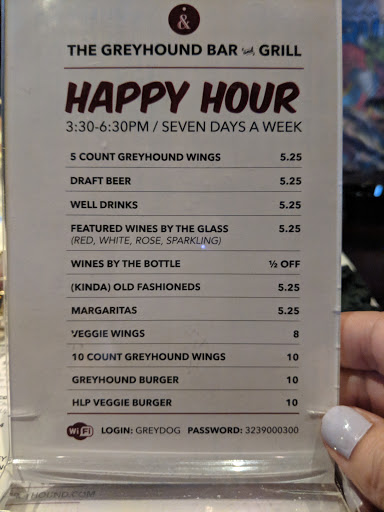 &
THE GREYHOUND BAR and GRILL
HAPPY HOUR
3:30-6:30PM / SEVEN DAYS A WEEK
5 COUNT GREYHOUND WINGS 5.25
DRAFT BEER 5.25
WELL DRINKS 5.25
FEATURED WINES BY THE GLASS 5.25
(RED, WHITE, ROSE, SPARKLING)
WINES BY THE BOTTLE ½ OFF
(KINDA) OLD FASHIONEDS 5.25
MARGARITAS 5.25
VEGGIE WINGS 8
10 COUNT GREYHOUND WINGS 10
GREYHOUND BURGER 10
HLP VEGGIE BURGER 10
WiFi LOGIN: GREYDOG PASSWORD: 3239000300
HOUND.COM